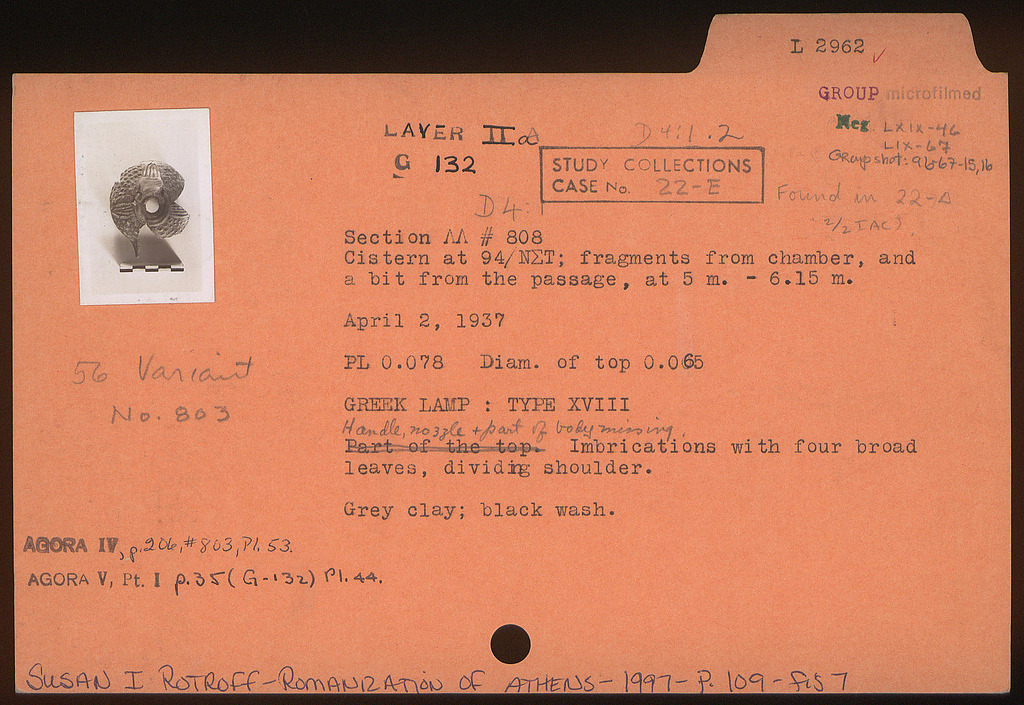 L 2962 ✓
GROUP microfilmed
Neg. LXIX-46
LIX-67
Group shot: 96-67-15,16
LAYER II a
G 132
D4:1.2
STUDY COLLECTIONS
CASE No. 22-E
Found in 22-A
D4:1
Section ΛΛ # 808
Cistern at 94/ΝΣΤ; fragments from chamber, and
a bit from the passage, at 5 m. - 6.15 m.
April 2, 1937
PL 0.078 Diam. of top 0.065
56 Variant
No. 803
GREEK LAMP : TYPE XVIII
Handle, nozzle + part of body missing.
Part of the top. Imbrications with four broad
leaves, dividing shoulder.
Grey clay; black wash.
AGORA IV, p.206, #803, Pl. 53.
AGORA V, Pt. I p.35 (G-132) Pl. 44.
SUSAN I ROTROFF-ROMANIZATION OF ATHENS-1997-P. 109-fig 7